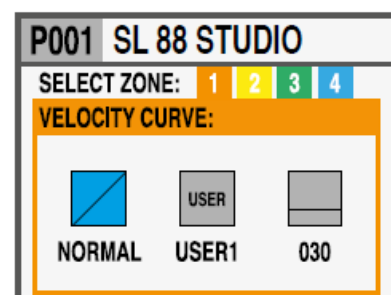 P001 SL 88 STUDIO
SELECT ZONE: 1 2 3 4
VELOCITY CURVE:
USER
NORMAL USER1 030